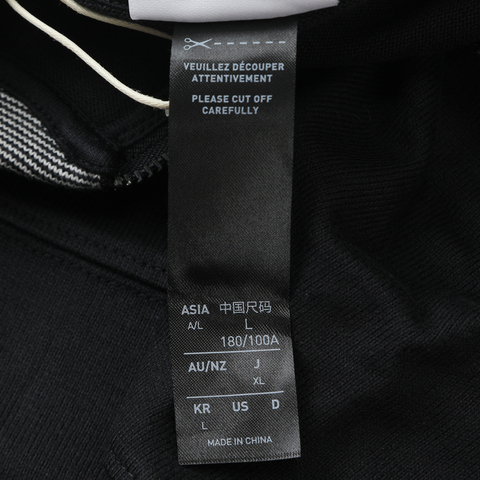 VEUILLEZ DÉCOUPER
ATTENTIVEMENT
PLEASE CUT OFF
CAREFULLY
ASIA 中国尺码
A/L L
180/100A
AU/NZ J
XL
KR US D
L
MADE IN CHINA